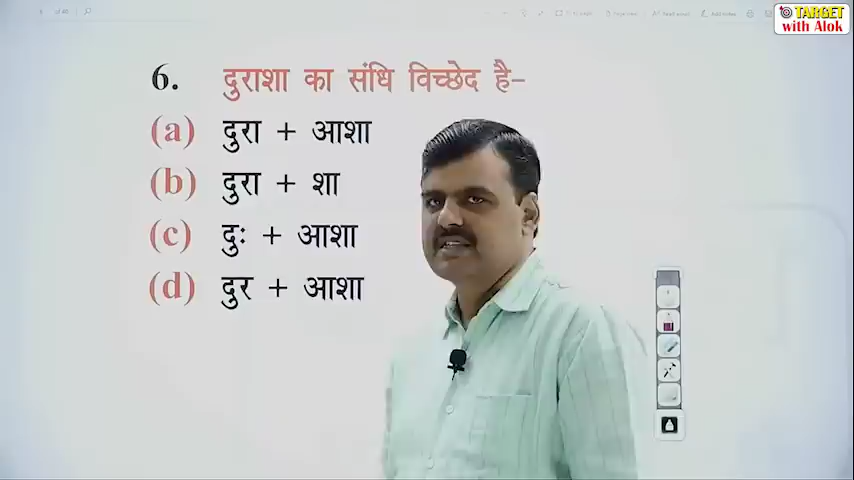 TARGET
with Alok
6. दुराशा का संधि विच्छेद है–
(a) दुरा + आशा
(b) दुरा + शा
(c) दुः + आशा
(d) दुर + आशा